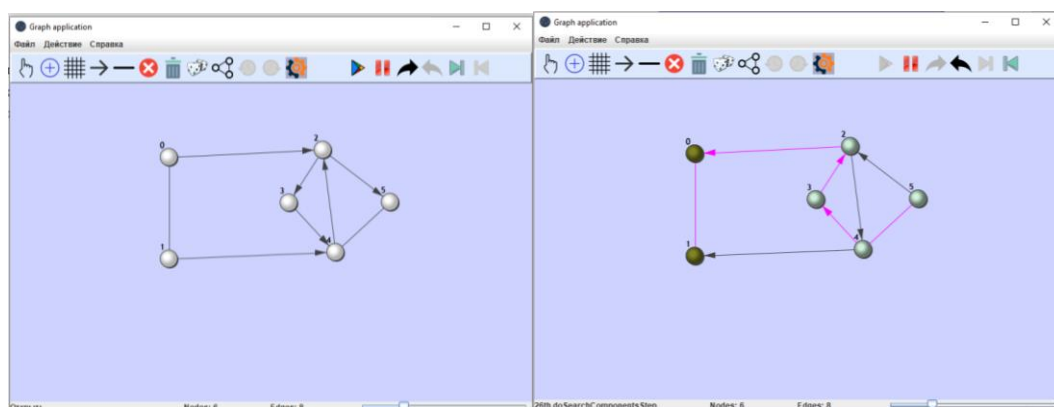 Graph application
Файл Действие Справка
0
2
3
5
1
4
Nodes: 6
Edges: 8
Graph application
Файл Действие Справка
0
2
3
5
1
4
26th doSearchComponentsStep
Nodes: 6
Edges: 8